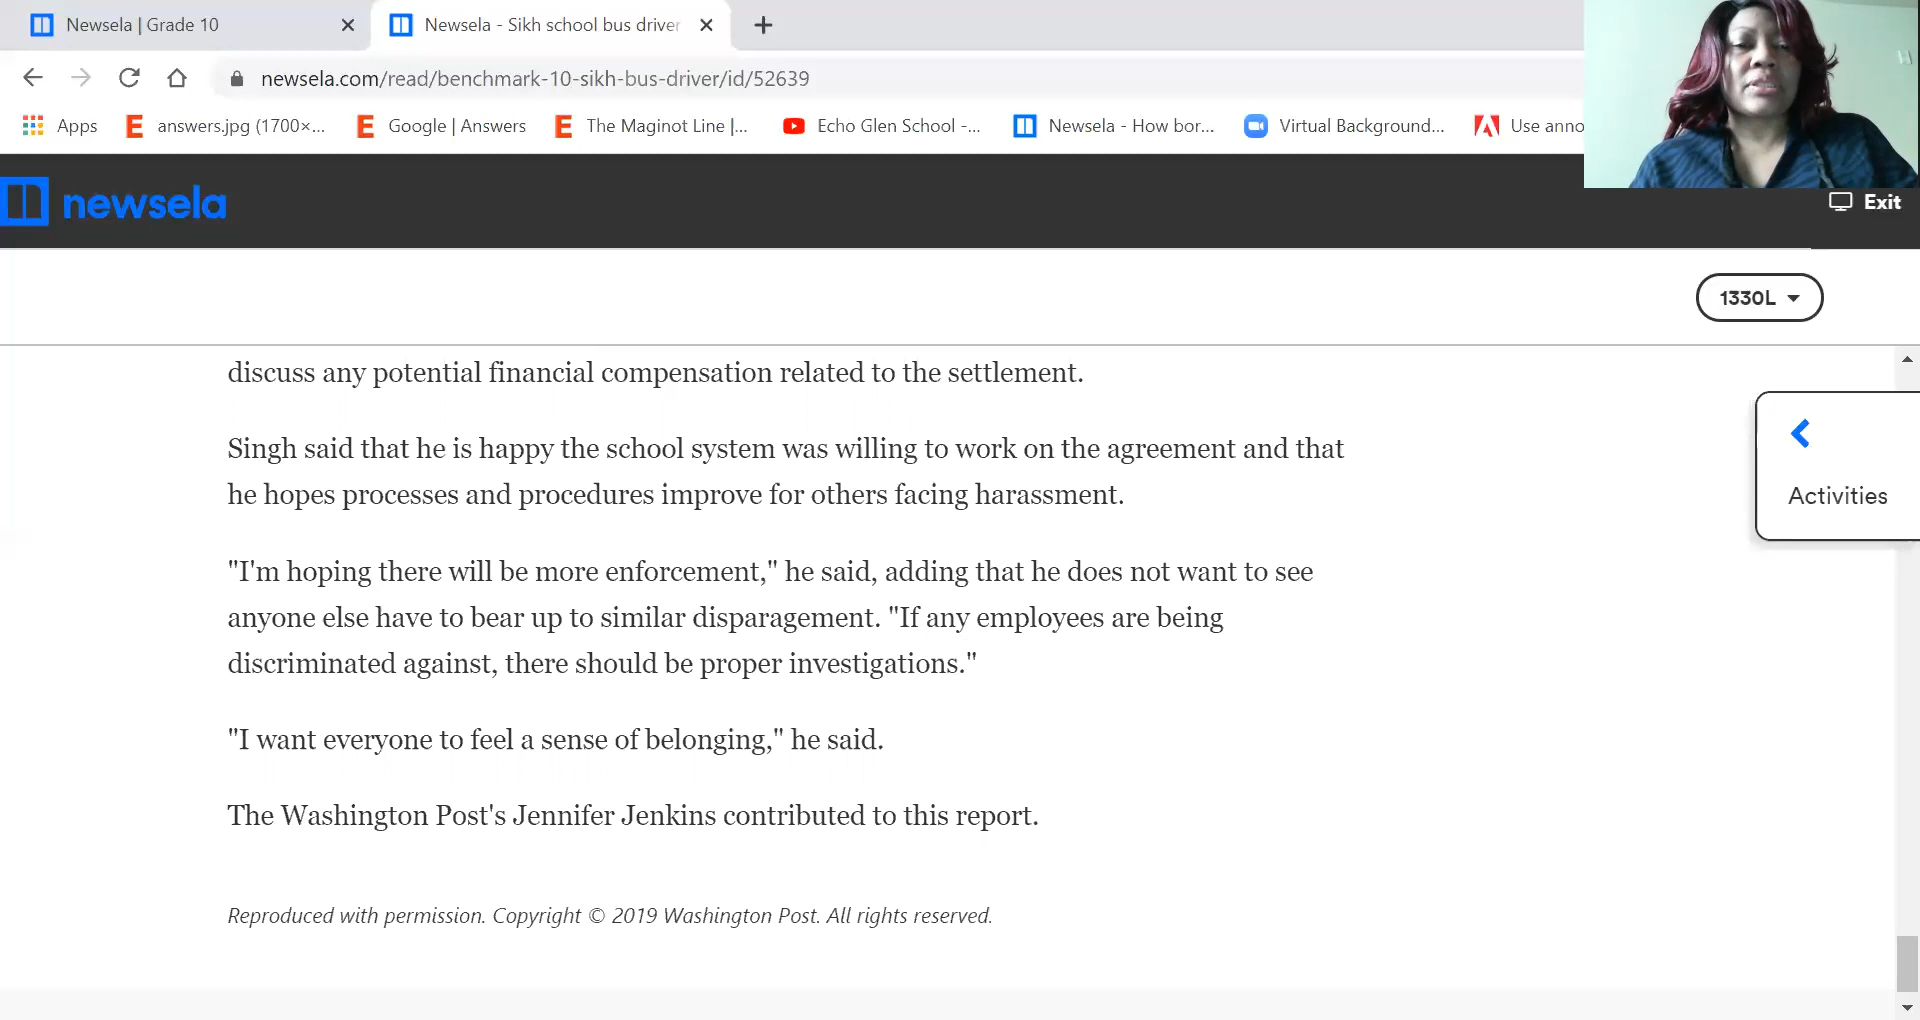 Newsela | Grade 10
Newsela - Sikh school bus driver
newsela.com/read/benchmark-10-sikh-bus-driver/id/52639
Apps
answers.jpg (1700×...
Google | Answers
The Maginot Line |...
Echo Glen School -...
Newsela - How bor...
Virtual Background...
Use anno
newsela
Exit
1330L
discuss any potential financial compensation related to the settlement.
Singh said that he is happy the school system was willing to work on the agreement and that
he hopes processes and procedures improve for others facing harassment.
"I'm hoping there will be more enforcement," he said, adding that he does not want to see
anyone else have to bear up to similar disparagement. "If any employees are being
discriminated against, there should be proper investigations."
"I want everyone to feel a sense of belonging," he said.
The Washington Post's Jennifer Jenkins contributed to this report.
Reproduced with permission. Copyright © 2019 Washington Post. All rights reserved.
Activities